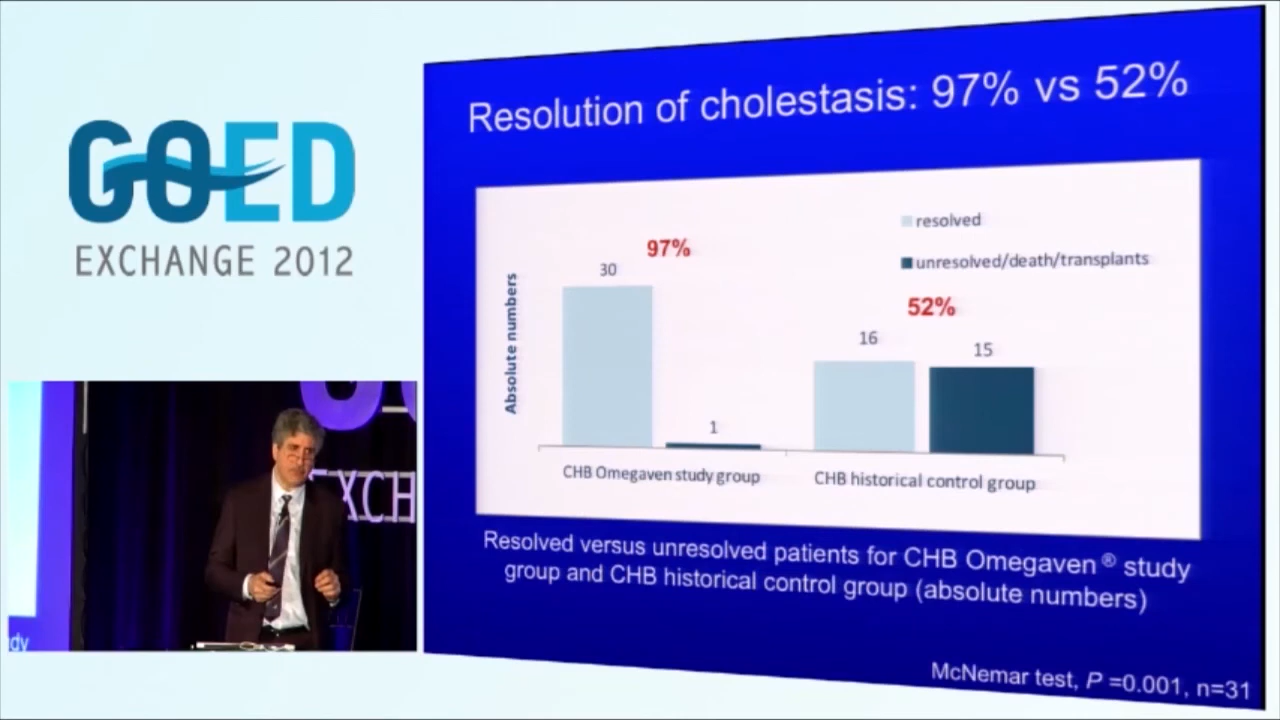 GOED
EXCHANGE 2012
Resolution of cholestasis: 97% vs 52%
resolved
unresolved/death/transplants
97%
30
1
52%
16
15
Absolute numbers
CHB Omegaven study group
CHB historical control group
Resolved versus unresolved patients for CHB Omegaven® study
group and CHB historical control group (absolute numbers)
McNemar test, P =0.001, n=31
XCH
dy